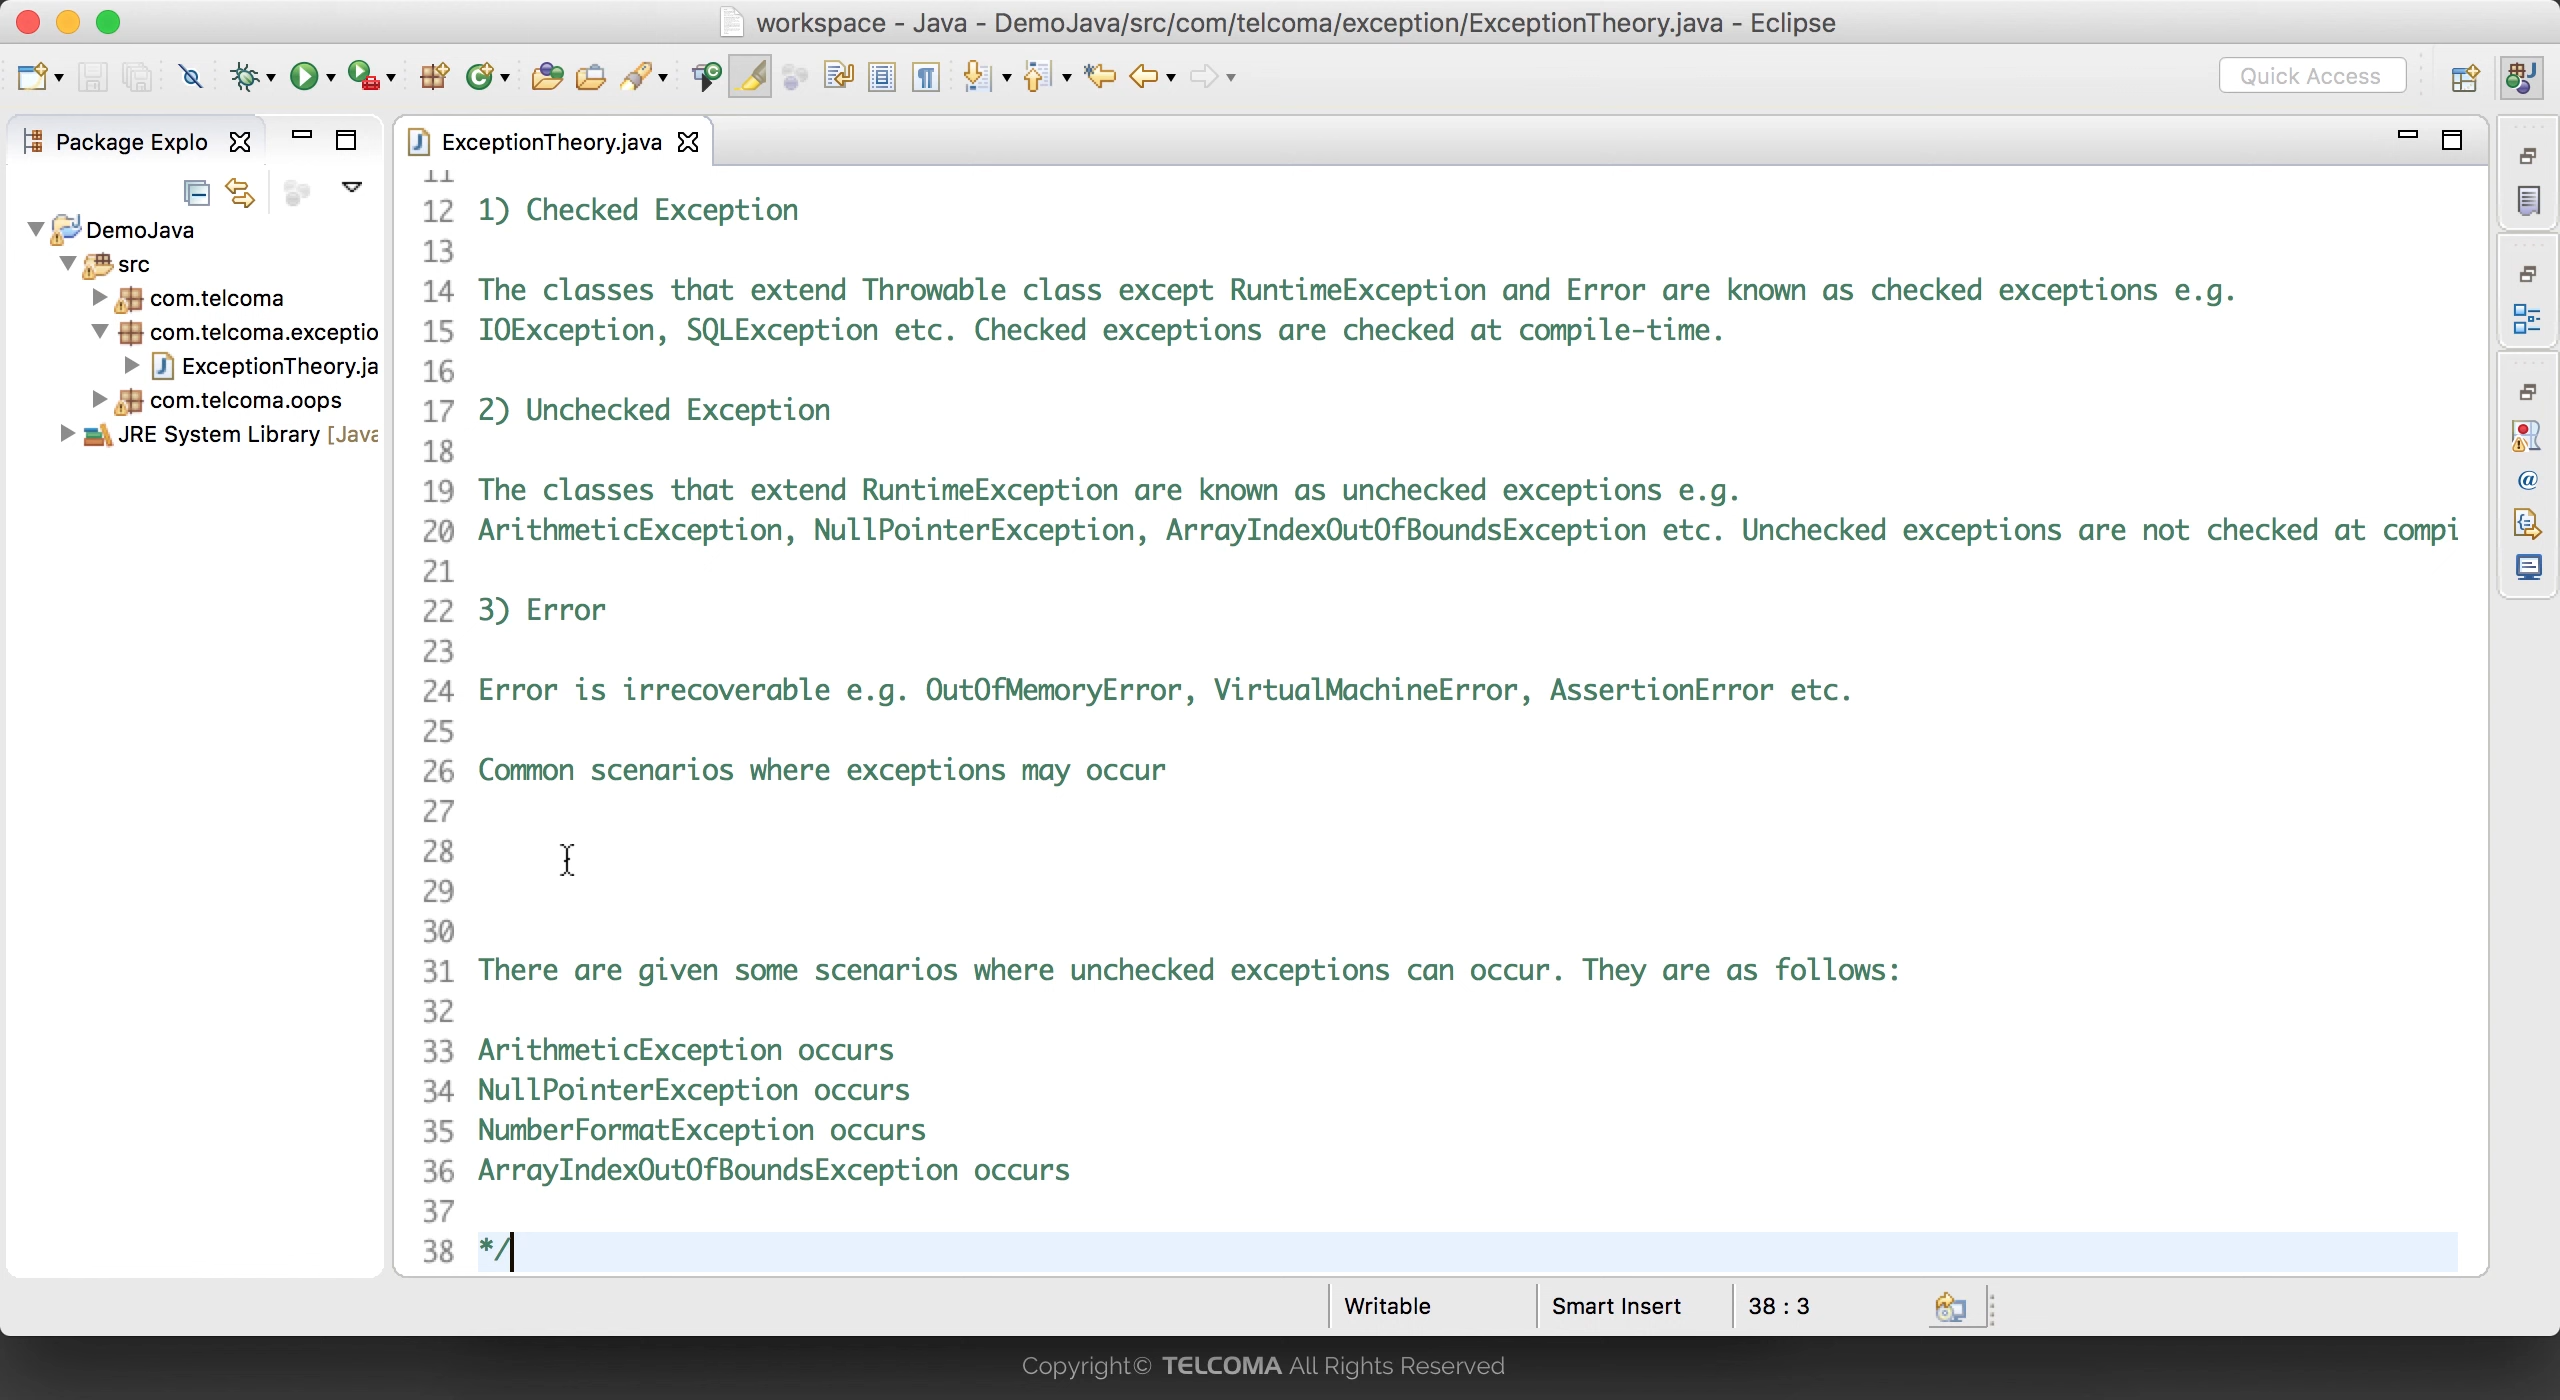 workspace - Java - DemoJava/src/com/telcoma/exception/ExceptionTheory.java - Eclipse
Quick Access
Package Explo
ExceptionTheory.java
DemoJava
src
com.telcoma
com.telcoma.exceptio
ExceptionTheory.ja
com.telcoma.oops
JRE System Library [Java
11
12 1) Checked Exception
13
14 The classes that extend Throwable class except RuntimeException and Error are known as checked exceptions e.g.
15 IOException, SQLException etc. Checked exceptions are checked at compile-time.
16
17 2) Unchecked Exception
18
19 The classes that extend RuntimeException are known as unchecked exceptions e.g.
20 ArithmeticException, NullPointerException, ArrayIndexOutOfBoundsException etc. Unchecked exceptions are not checked at compi
21
22 3) Error
23
24 Error is irrecoverable e.g. OutOfMemoryError, VirtualMachineError, AssertionError etc.
25
26 Common scenarios where exceptions may occur
27
28
29
30
31 There are given some scenarios where unchecked exceptions can occur. They are as follows:
32
33 ArithmeticException occurs
34 NullPointerException occurs
35 NumberFormatException occurs
36 ArrayIndexOutOfBoundsException occurs
37
38 */
Writable
Smart Insert
38 : 3
Copyright© TELCOMA All Rights Reserved